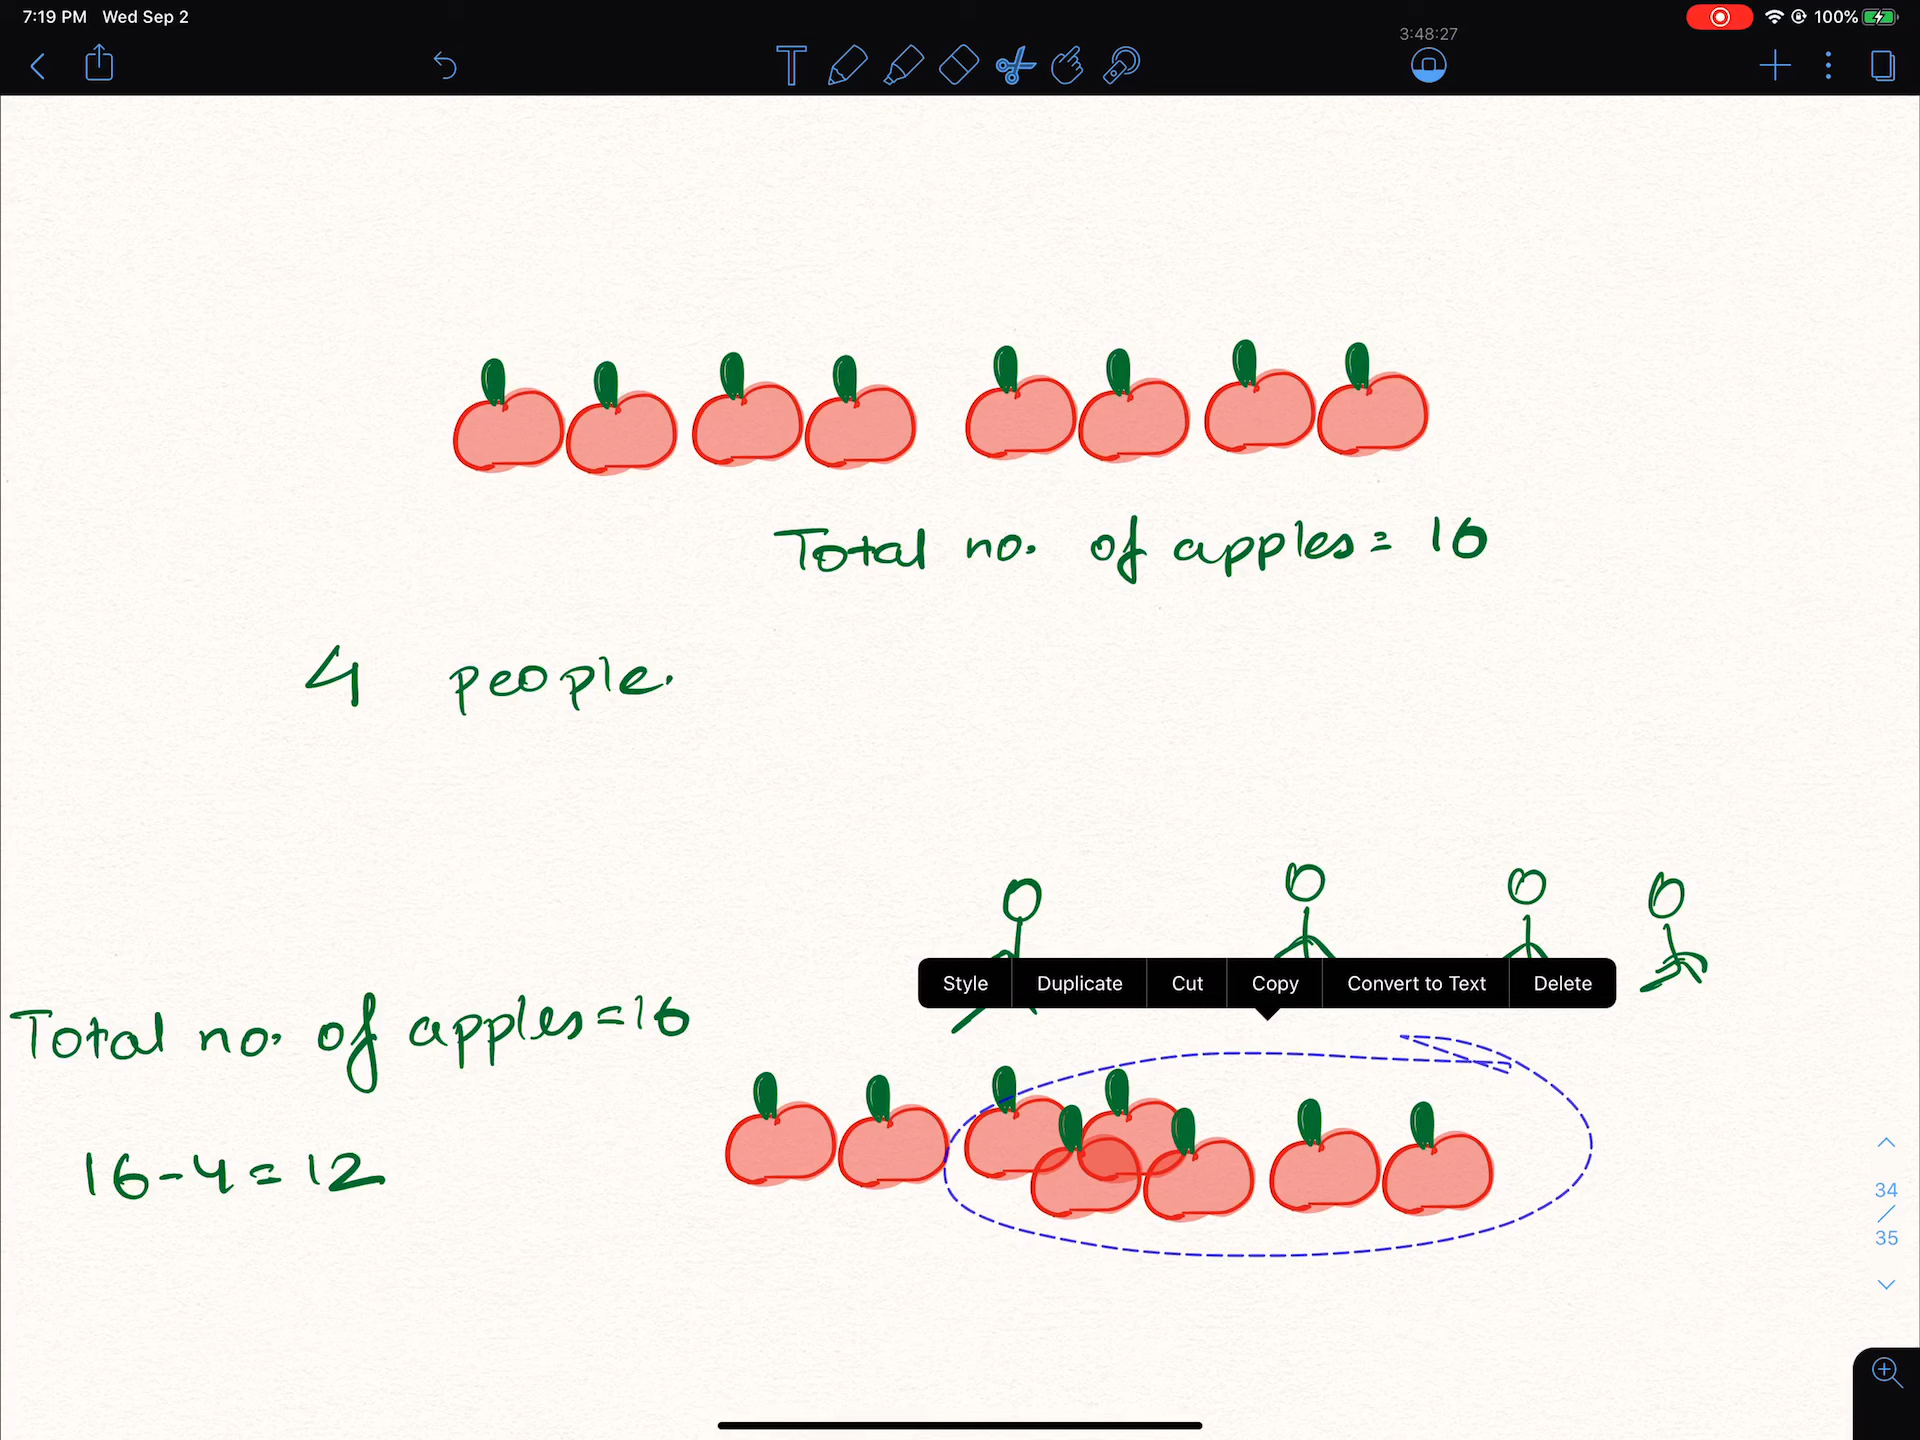 7:19 PM Wed Sep 2
100%
3:48:27
Total no. of apples = 16
4 people.
Style Duplicate Cut Copy Convert to Text Delete
Total no. of apples = 16
16 - 4 = 12
34
/
35